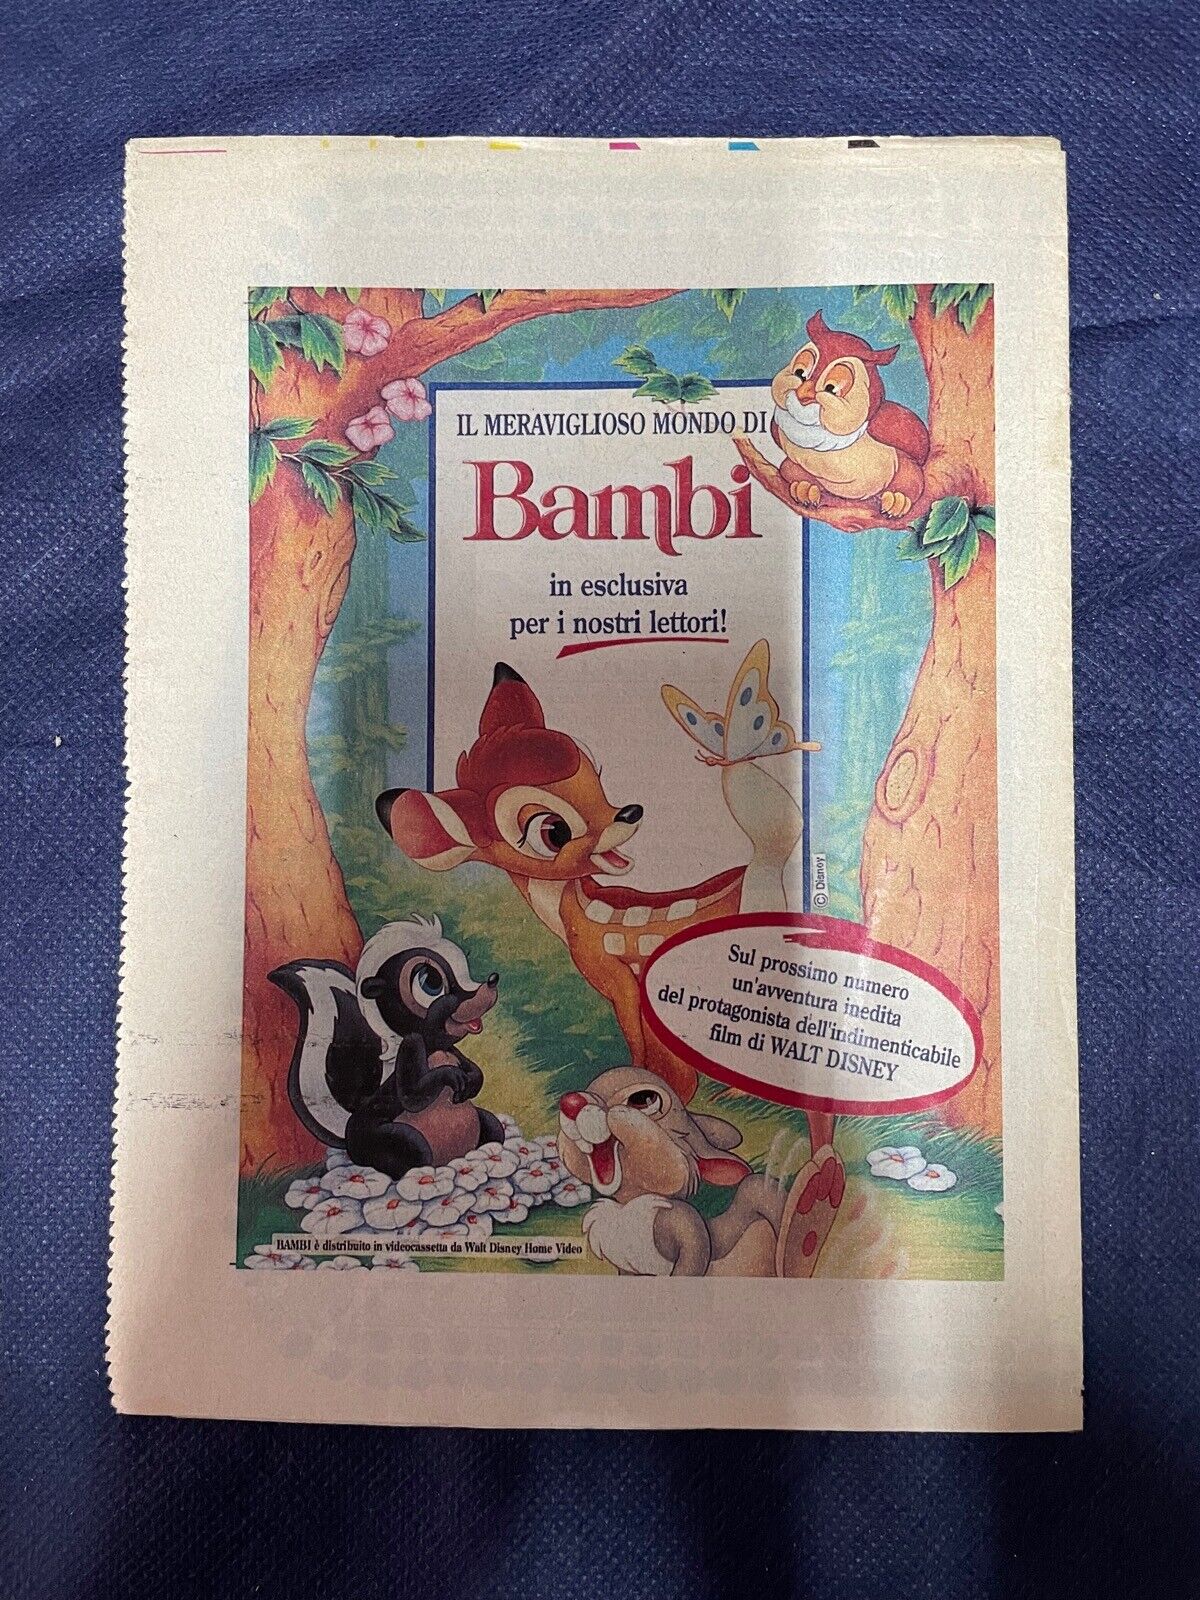 IL MERAVIGLIOSO MONDO DI
Bambi
in esclusiva
per i nostri lettori!
© Disney
Sul prossimo numero
un'avventura inedita
del protagonista dell'indimenticabile
film di WALT DISNEY
BAMBI è distribuito in videocassetta da Walt Disney Home Video